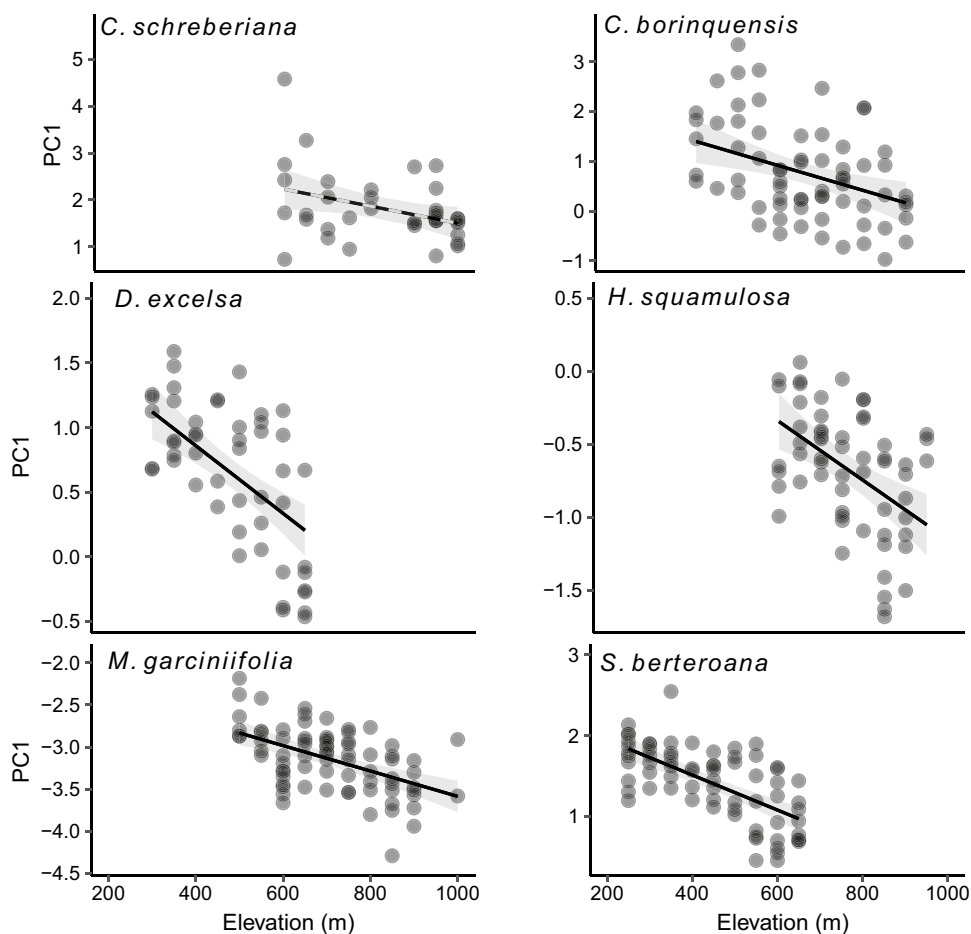 C. schreberiana
5
4
3
2
1
PC1
C. borinquensis
3
2
1
0
−1
D. excelsa
2.0
1.5
1.0
0.5
0.0
−0.5
PC1
H. squamulosa
0.5
0.0
−0.5
−1.0
−1.5
M. garciniifolia
−2.0
−2.5
−3.0
−3.5
−4.0
−4.5
PC1
200 400 600 800 1000
Elevation (m)
S. berteroana
3
2
1
200 400 600 800 1000
Elevation (m)